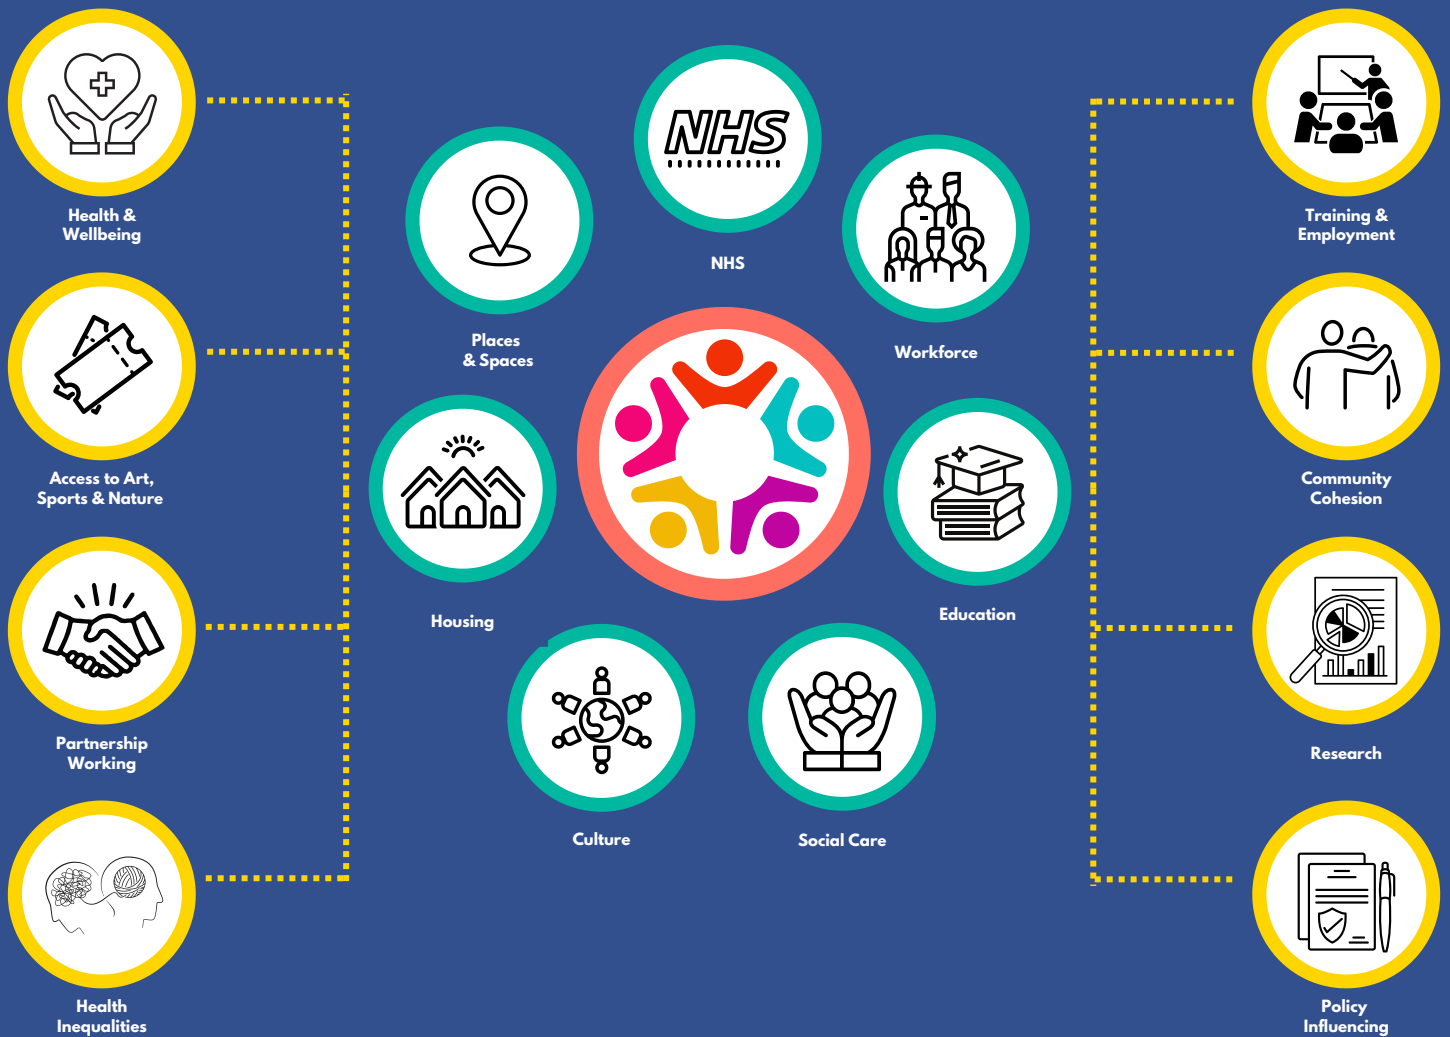 Health &
Wellbeing
Access to Art,
Sports & Nature
Partnership
Working
Health
Inequalities
NHS
NHS
Places
& Spaces
Workforce
Housing
Education
Culture
Social Care
Training &
Employment
Community
Cohesion
Research
Policy
Influencing